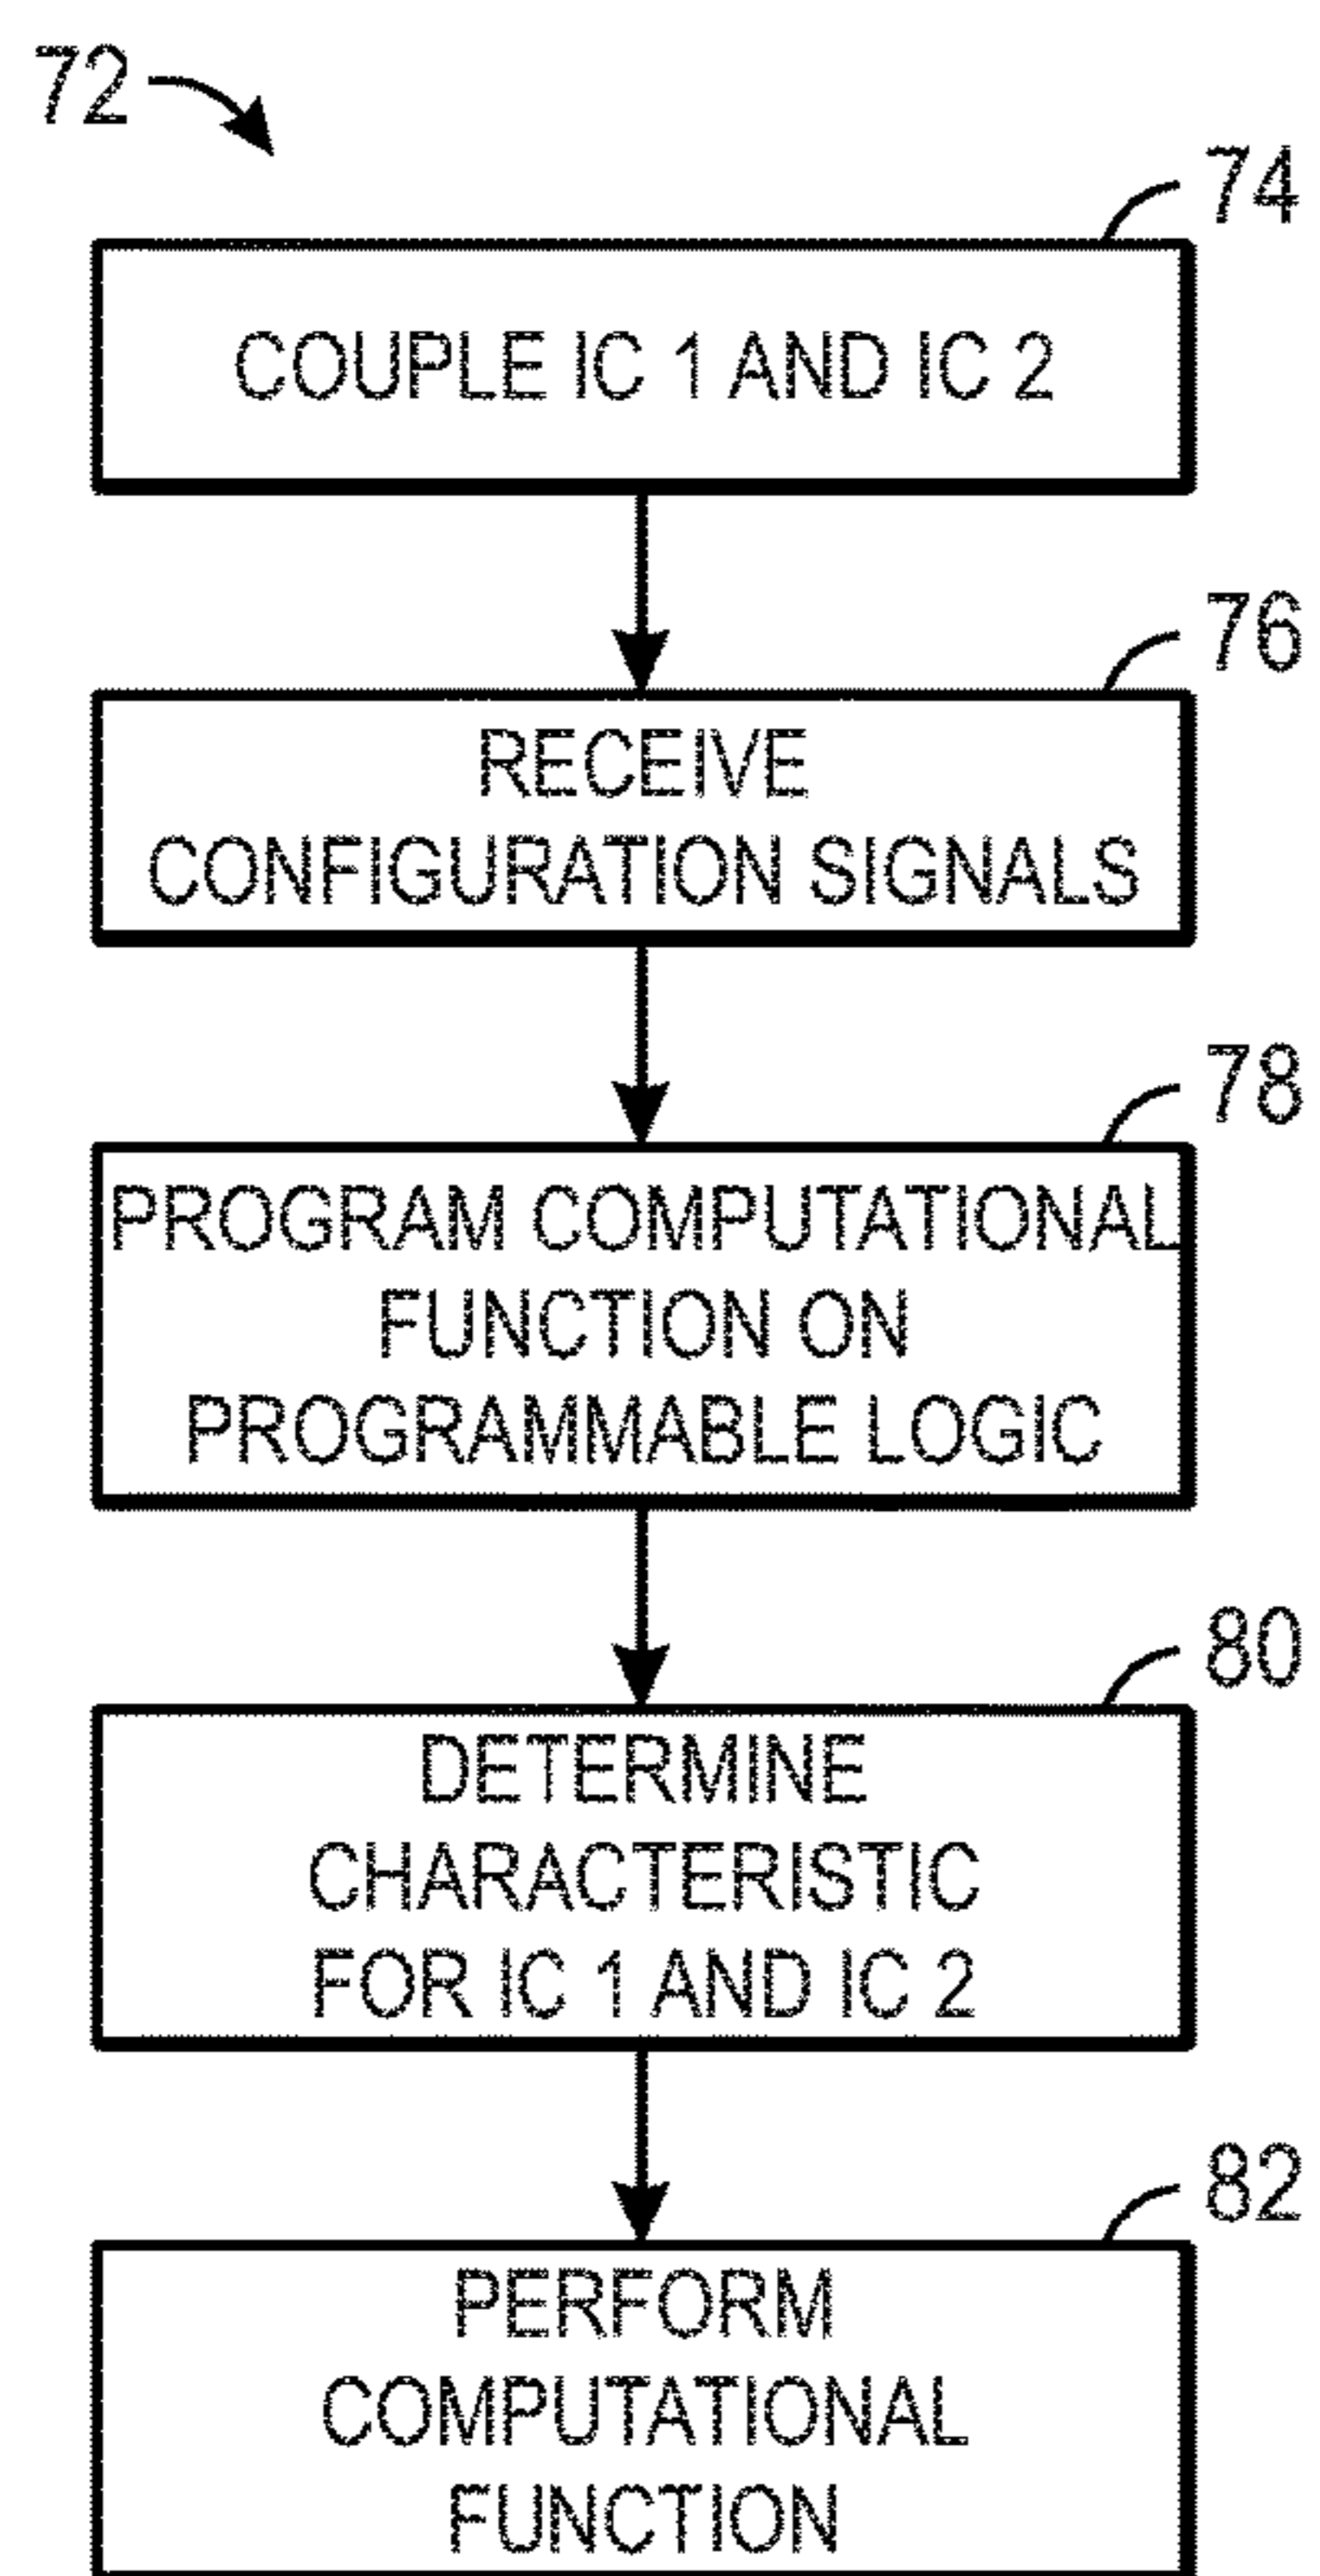 72
74
COUPLE IC 1 AND IC 2
76
RECEIVE
CONFIGURATION SIGNALS
78
PROGRAM COMPUTATIONAL
FUNCTION ON
PROGRAMMABLE LOGIC
80
DETERMINE
CHARACTERISTIC
FOR IC 1 AND IC 2
82
PERFORM
COMPUTATIONAL
FUNCTION